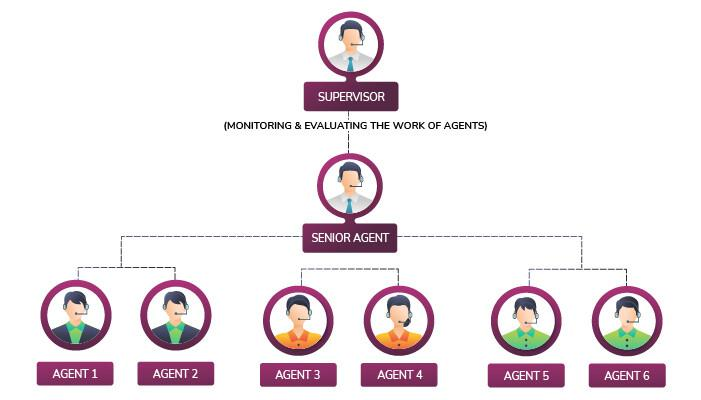 SUPERVISOR
(MONITORING & EVALUATING THE WORK OF AGENTS)
SENIOR AGENT
AGENT 1
AGENT 2
AGENT 3
AGENT 4
AGENT 5
AGENT 6